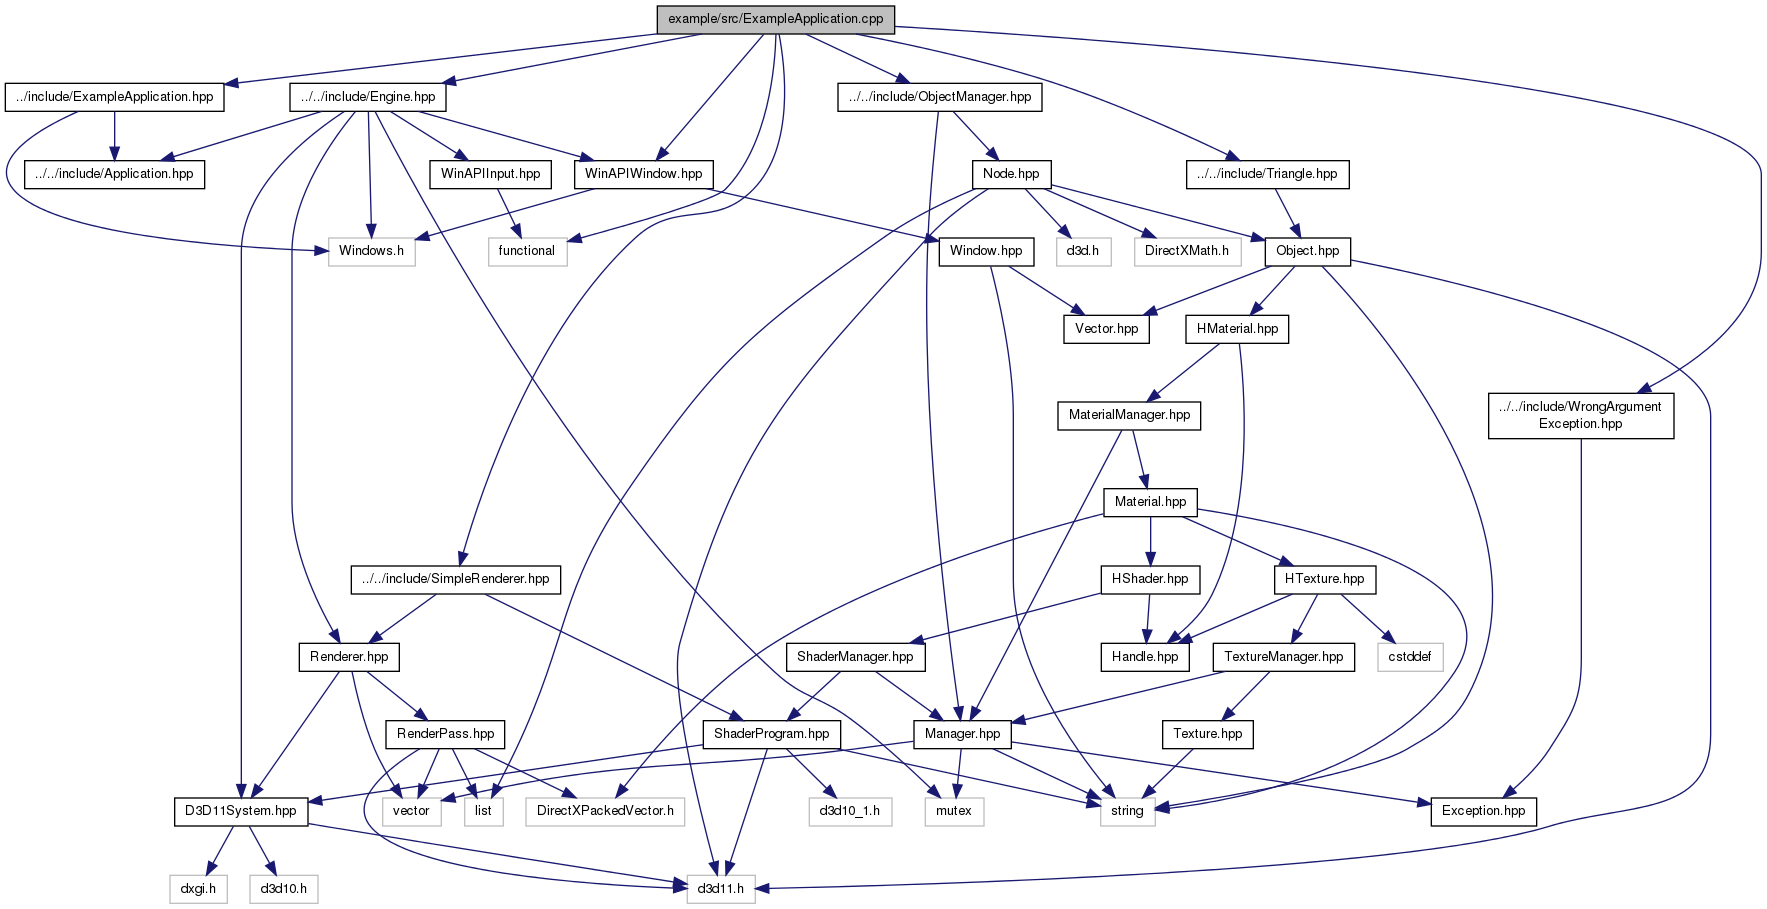 example/src/ExampleApplication.cpp
../include/ExampleApplication.hpp
../../include/Engine.hpp
../../include/ObjectManager.hpp
../../include/Application.hpp
WinAPIInput.hpp
WinAPIWindow.hpp
Node.hpp
../../include/Triangle.hpp
Windows.h
functional
Window.hpp
d3d.h
DirectXMath.h
Object.hpp
Vector.hpp
HMaterial.hpp
MaterialManager.hpp
../../include/WrongArgument
Exception.hpp
Material.hpp
../../include/SimpleRenderer.hpp
HShader.hpp
HTexture.hpp
Renderer.hpp
ShaderManager.hpp
Handle.hpp
TextureManager.hpp
cstddef
RenderPass.hpp
ShaderProgram.hpp
Manager.hpp
Texture.hpp
D3D11System.hpp
vector
list
DirectXPackedVector.h
d3d10_1.h
mutex
string
Exception.hpp
dxgi.h
d3d10.h
d3d11.h